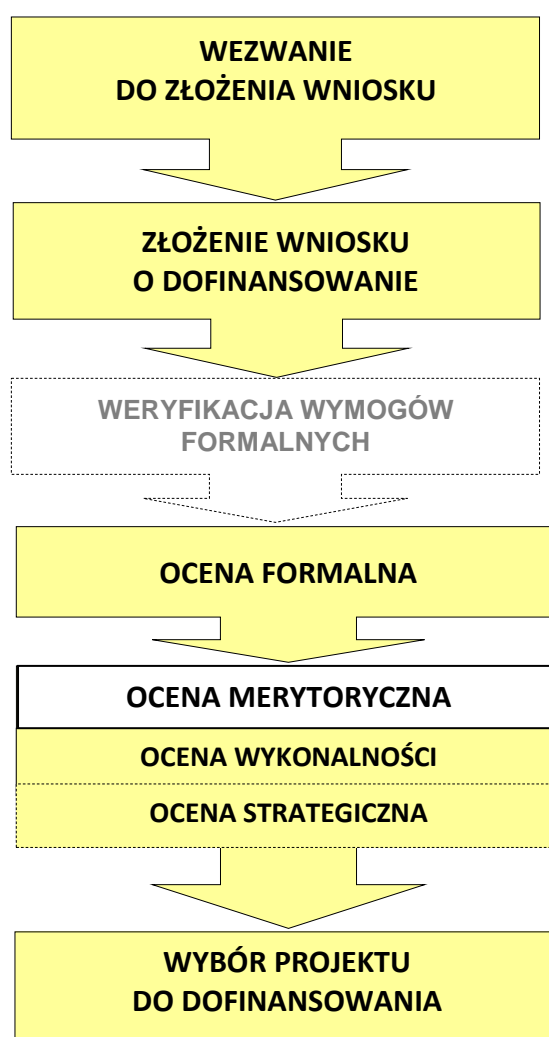 WEZWANIE
DO ZŁOŻENIA WNIOSKU
ZŁOŻENIE WNIOSKU
O DOFINANSOWANIE
WERYFIKACJA WYMOGÓW
FORMALNYCH
OCENA FORMALNA
OCENA MERYTORYCZNA
OCENA WYKONALNOŚCI
OCENA STRATEGICZNA
WYBÓR PROJEKTU
DO DOFINANSOWANIA